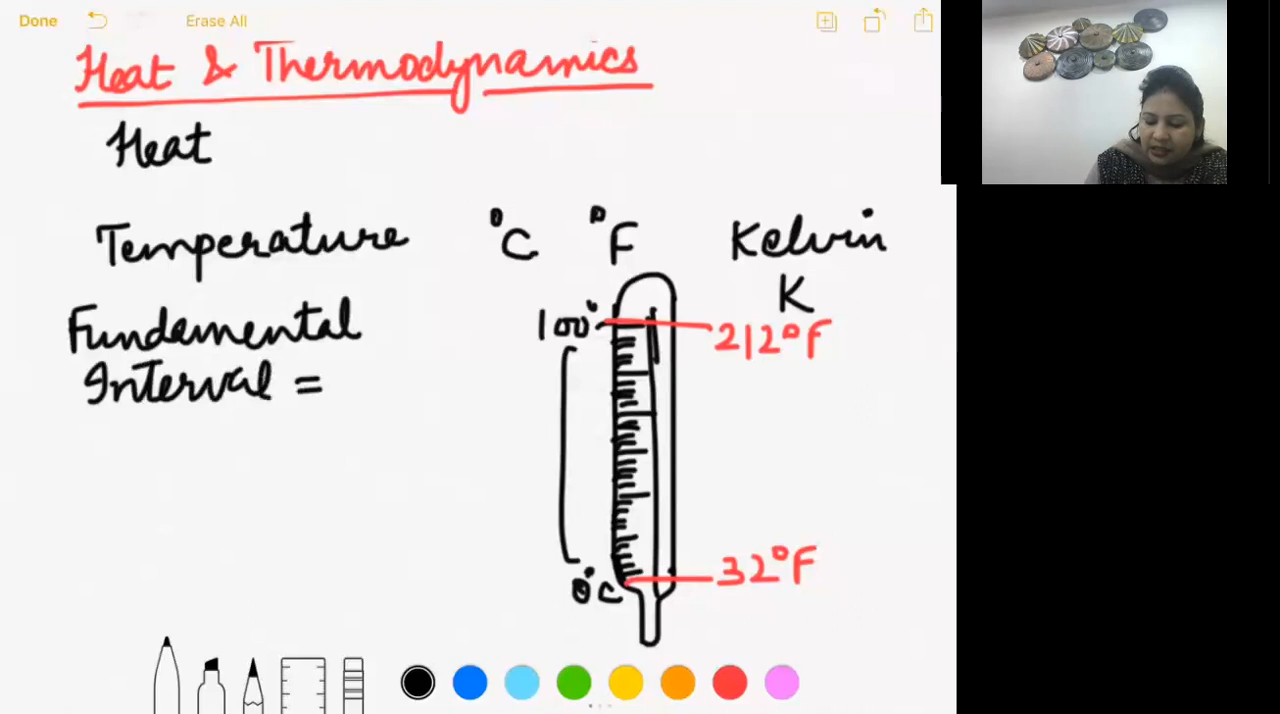 Done Erase All
Heat & Thermodynamics
Heat
Temperature °C °F Kelvin
K
Fundamental 100° 212°F
Interval =
0°C 32°F